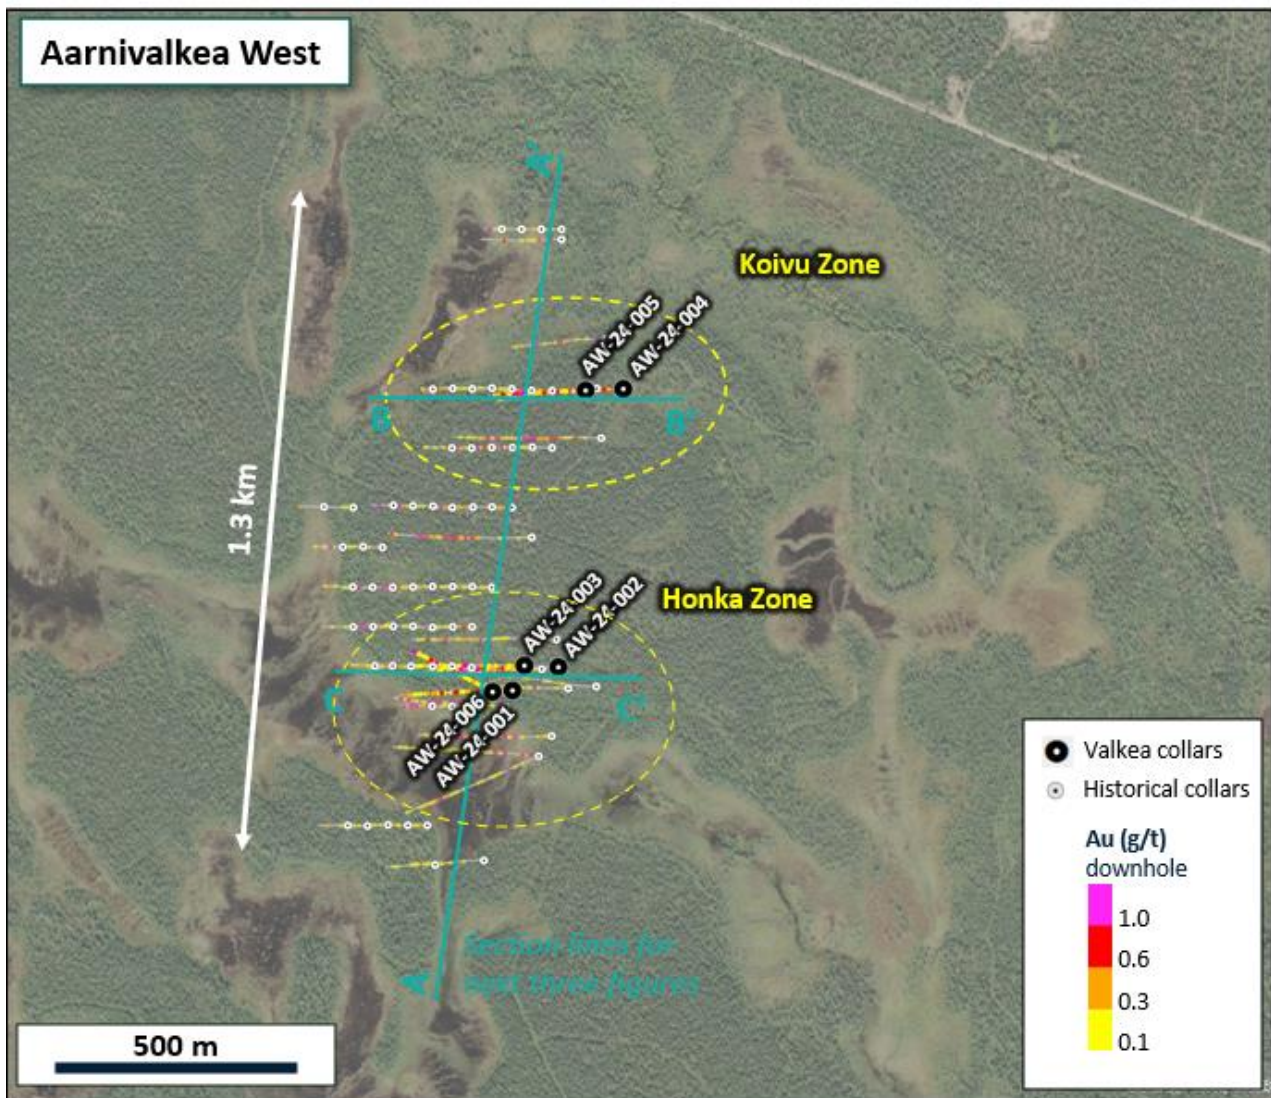 Aarnivalkea West
A'
Koivu Zone
AW-24-005
AW-24-004
B
B'
1.3 km
AW-24-003
AW-24-002
Honka Zone
C
C'
AW-24-006
AW-24-001
Section lines for
next three figures
A
500 m
Valkea collars
Historical collars
Au (g/t)
downhole
1.0
0.6
0.3
0.1